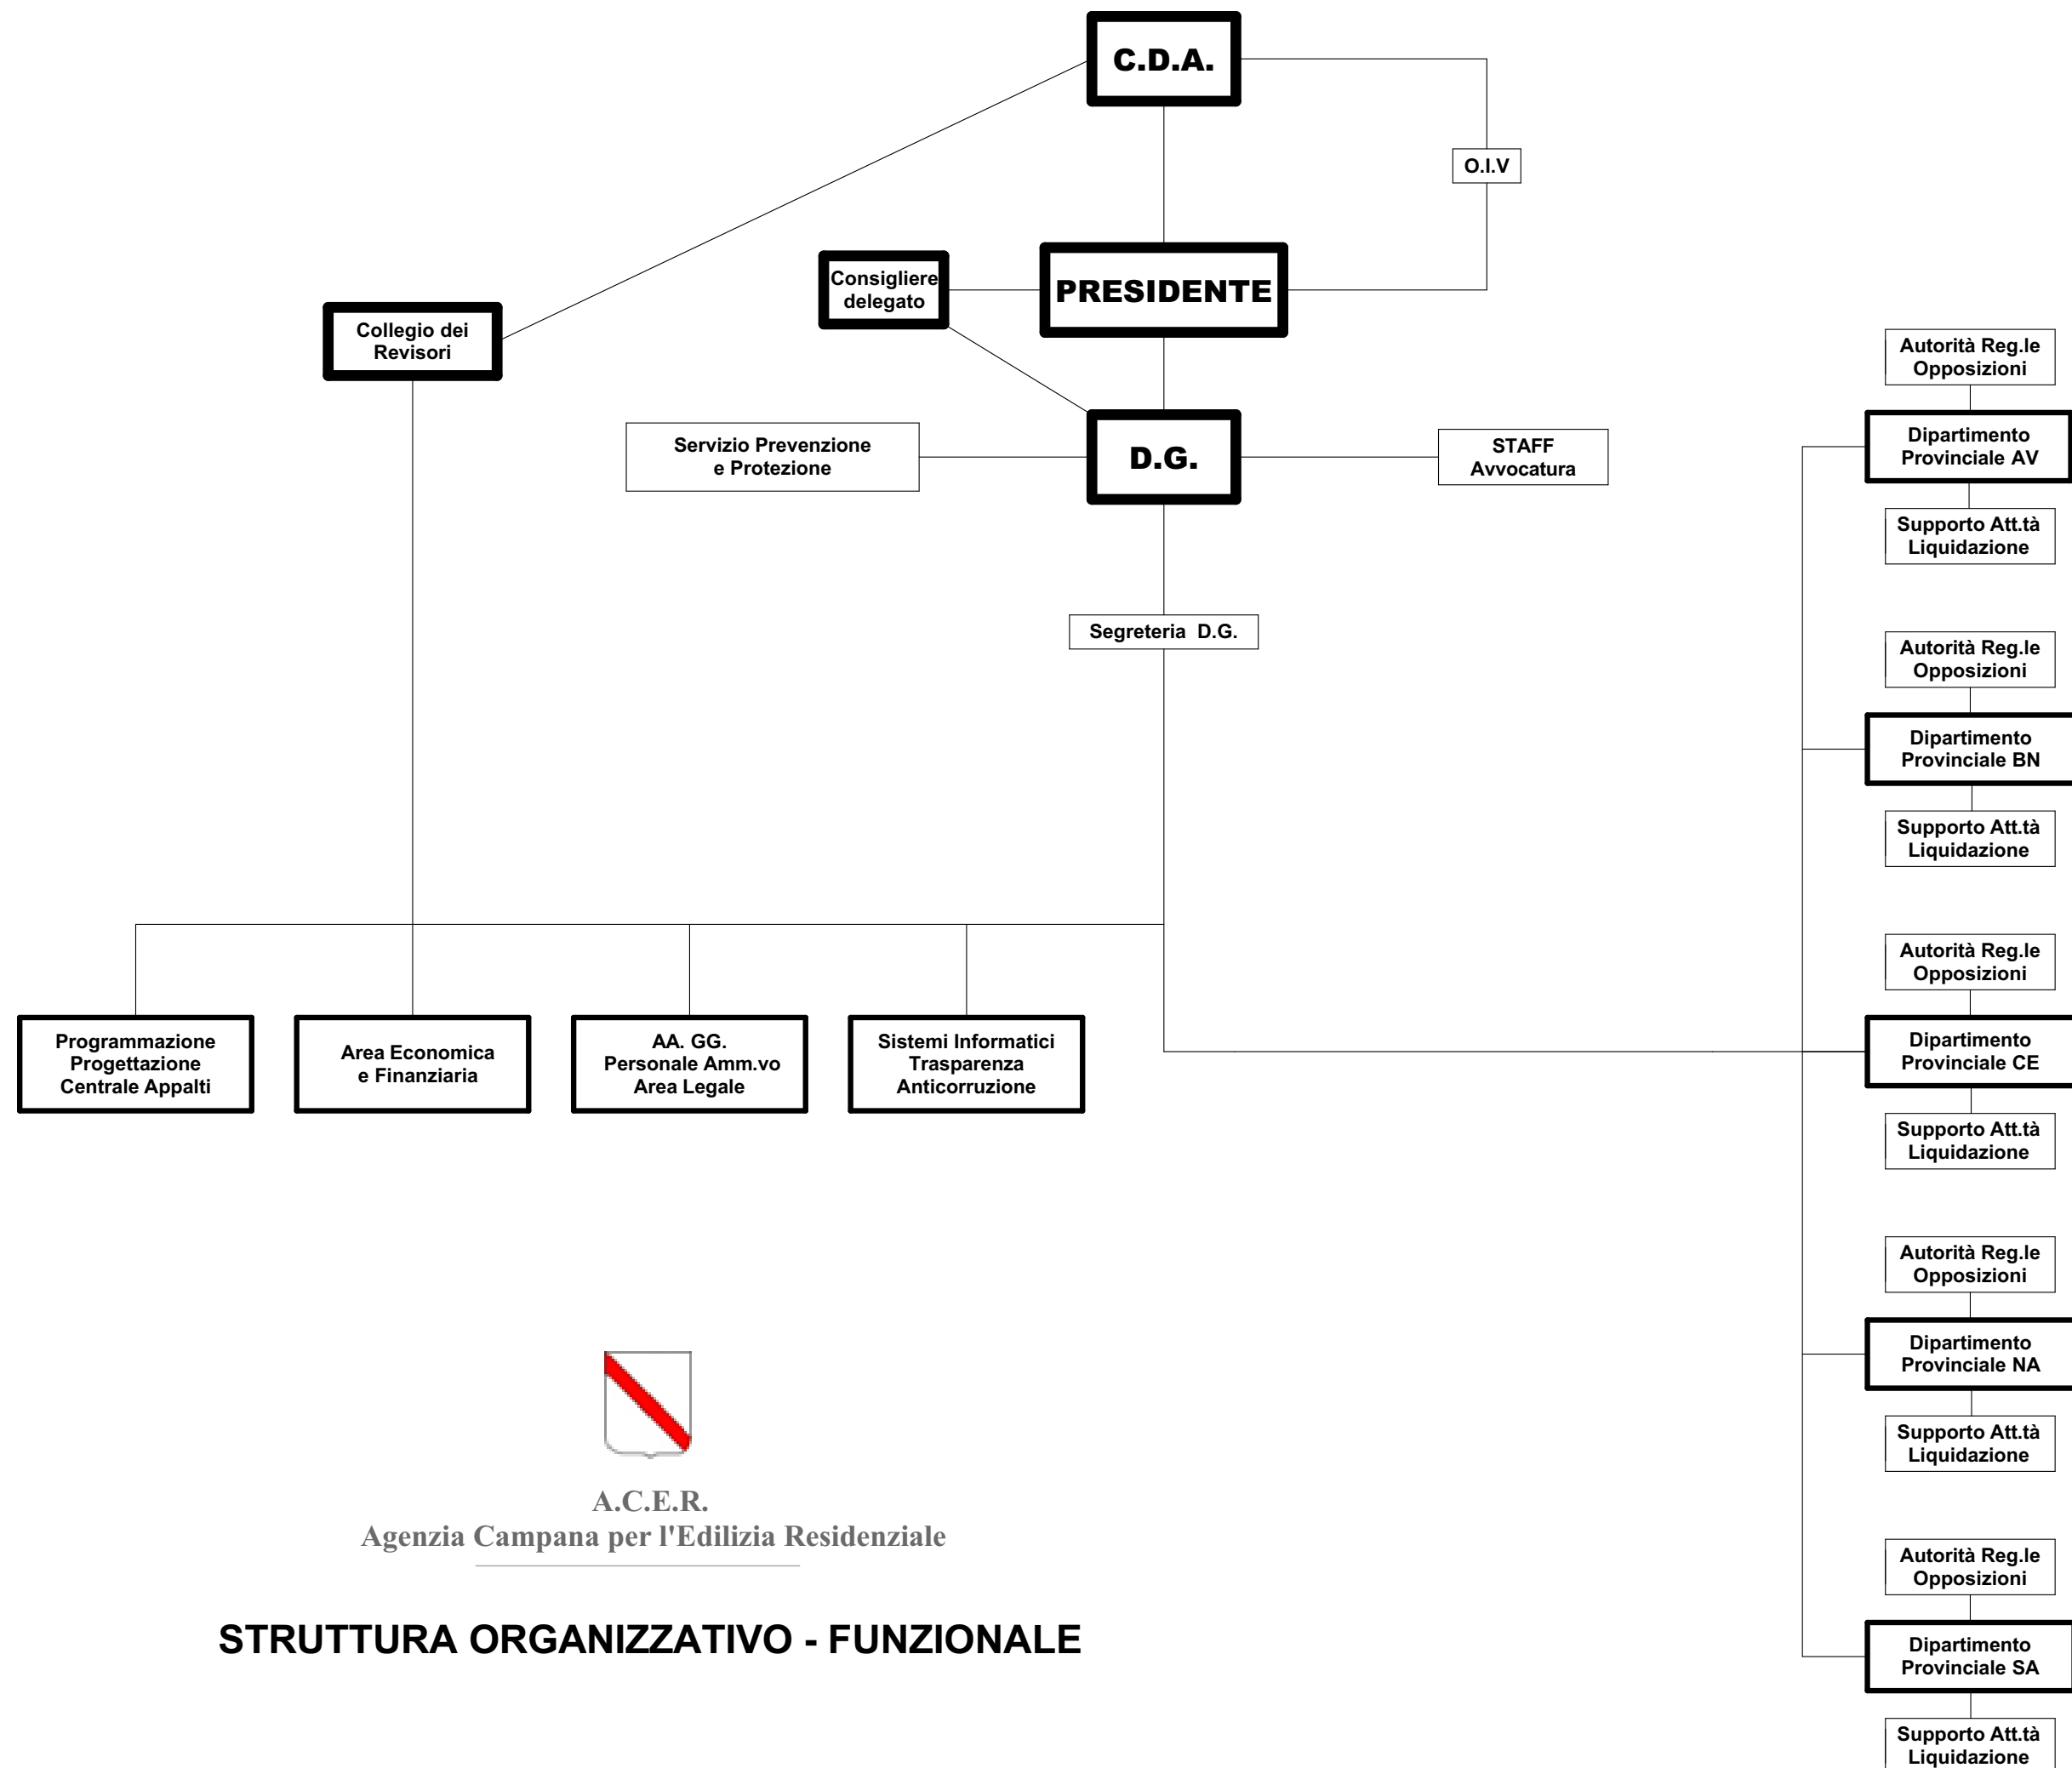 C.D.A.
O.I.V
Consigliere
delegato
PRESIDENTE
Collegio dei
Revisori
Servizio Prevenzione
e Protezione
D.G.
STAFF
Avvocatura
Segreteria D.G.
Programmazione
Progettazione
Centrale Appalti
Area Economica
e Finanziaria
AA. GG.
Personale Amm.vo
Area Legale
Sistemi Informatici
Trasparenza
Anticorruzione
Autorità Reg.le
Opposizioni
Dipartimento
Provinciale AV
Supporto Att.tà
Liquidazione
Autorità Reg.le
Opposizioni
Dipartimento
Provinciale BN
Supporto Att.tà
Liquidazione
Autorità Reg.le
Opposizioni
Dipartimento
Provinciale CE
Supporto Att.tà
Liquidazione
Autorità Reg.le
Opposizioni
Dipartimento
Provinciale NA
Supporto Att.tà
Liquidazione
Autorità Reg.le
Opposizioni
Dipartimento
Provinciale SA
Supporto Att.tà
Liquidazione
A.C.E.R.
Agenzia Campana per l'Edilizia Residenziale
STRUTTURA ORGANIZZATIVO - FUNZIONALE